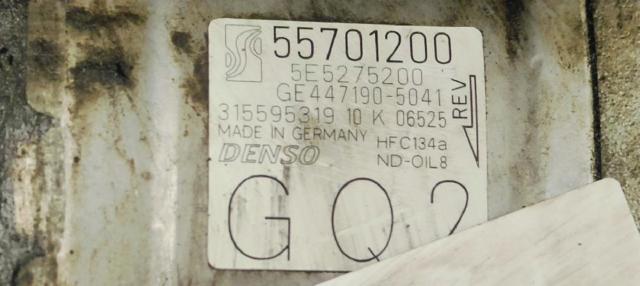 55701200
5E5275200
GE447190-5041
315595319 10 K 06525
REV
MADE IN GERMANY HFC134a
DENSO ND-OIL8
GQ2